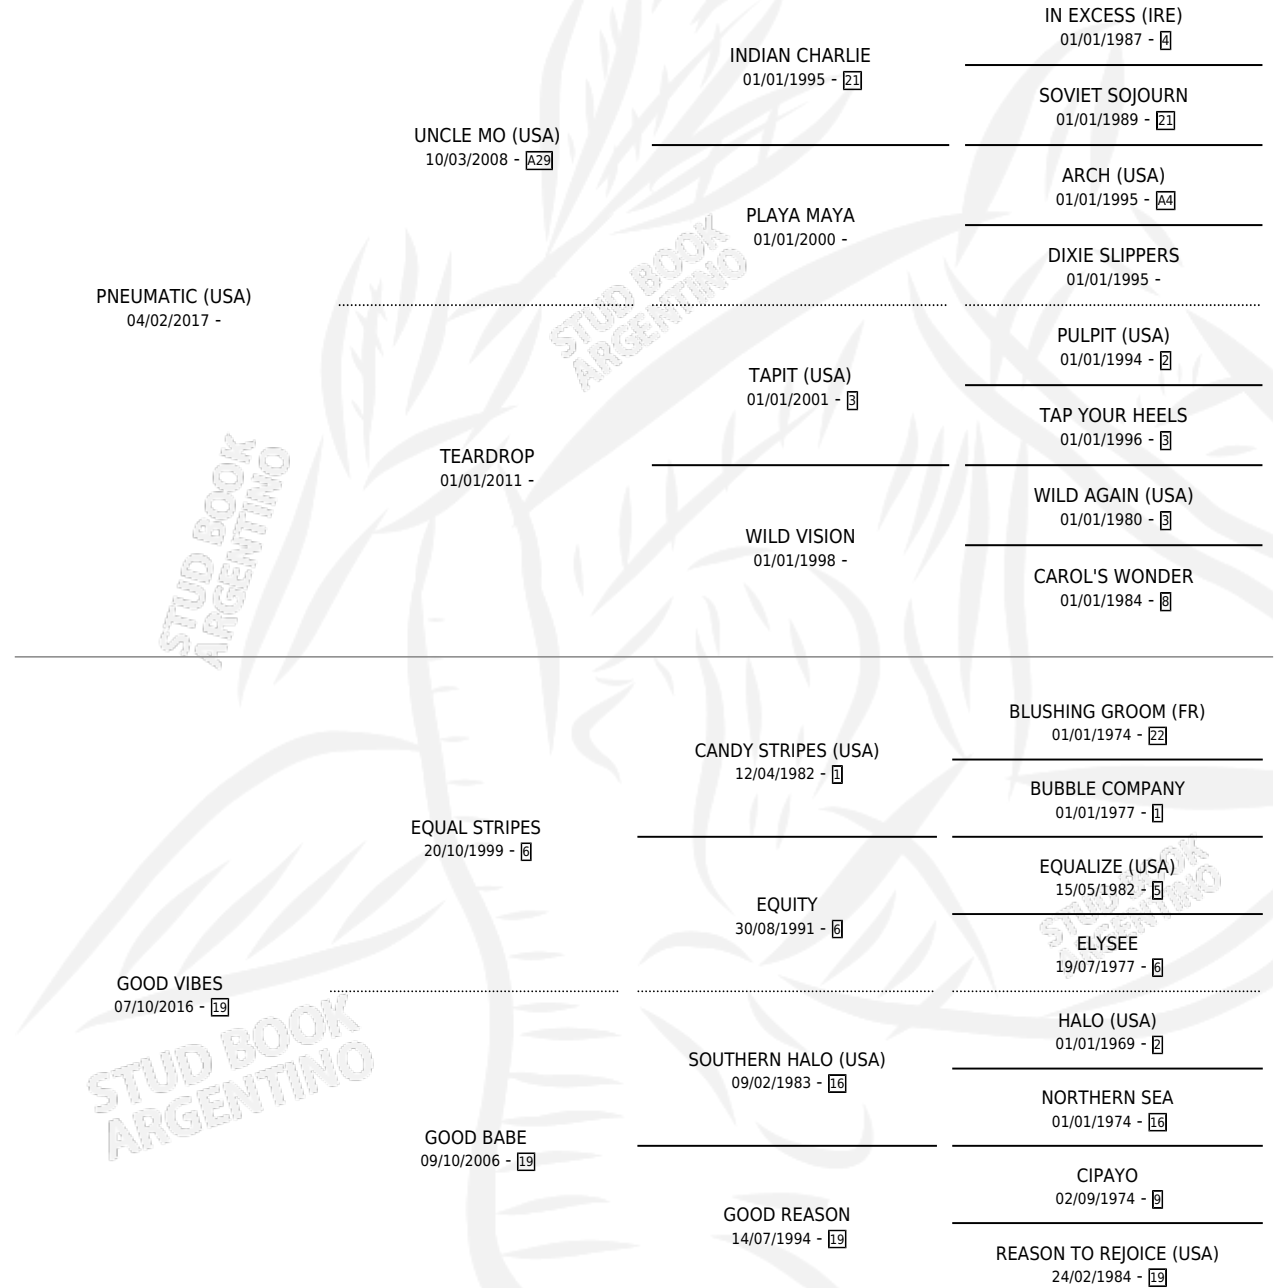 IN EXCESS (IRE)
01/01/1987 - 4
INDIAN CHARLIE
01/01/1995 - 21
SOVIET SOJOURN
01/01/1989 - 21
UNCLE MO (USA)
10/03/2008 - A29
ARCH (USA)
01/01/1995 - A4
PLAYA MAYA
01/01/2000 -
DIXIE SLIPPERS
01/01/1995 -
PNEUMATIC (USA)
04/02/2017 -
PULPIT (USA)
01/01/1994 - 2
TAPIT (USA)
01/01/2001 - 3
TAP YOUR HEELS
01/01/1996 - 3
TEARDROP
01/01/2011 -
WILD AGAIN (USA)
01/01/1980 - 3
WILD VISION
01/01/1998 -
CAROL'S WONDER
01/01/1984 - 8
BLUSHING GROOM (FR)
01/01/1974 - 22
CANDY STRIPES (USA)
12/04/1982 - 1
BUBBLE COMPANY
01/01/1977 - 1
EQUAL STRIPES
20/10/1999 - 6
EQUALIZE (USA)
15/05/1982 - 5
EQUITY
30/08/1991 - 6
ELYSEE
19/07/1977 - 6
GOOD VIBES
07/10/2016 - 19
HALO (USA)
01/01/1969 - 2
SOUTHERN HALO (USA)
09/02/1983 - 16
NORTHERN SEA
01/01/1974 - 16
GOOD BABE
09/10/2006 - 19
CIPAYO
02/09/1974 - 9
GOOD REASON
14/07/1994 - 19
REASON TO REJOICE (USA)
24/02/1984 - 19
STUD BOOK
ARGENTINO
STUD BOOK
ARGENTINO
STUD BOOK
ARGENTINO
STUD BOOK
ARGENTINO